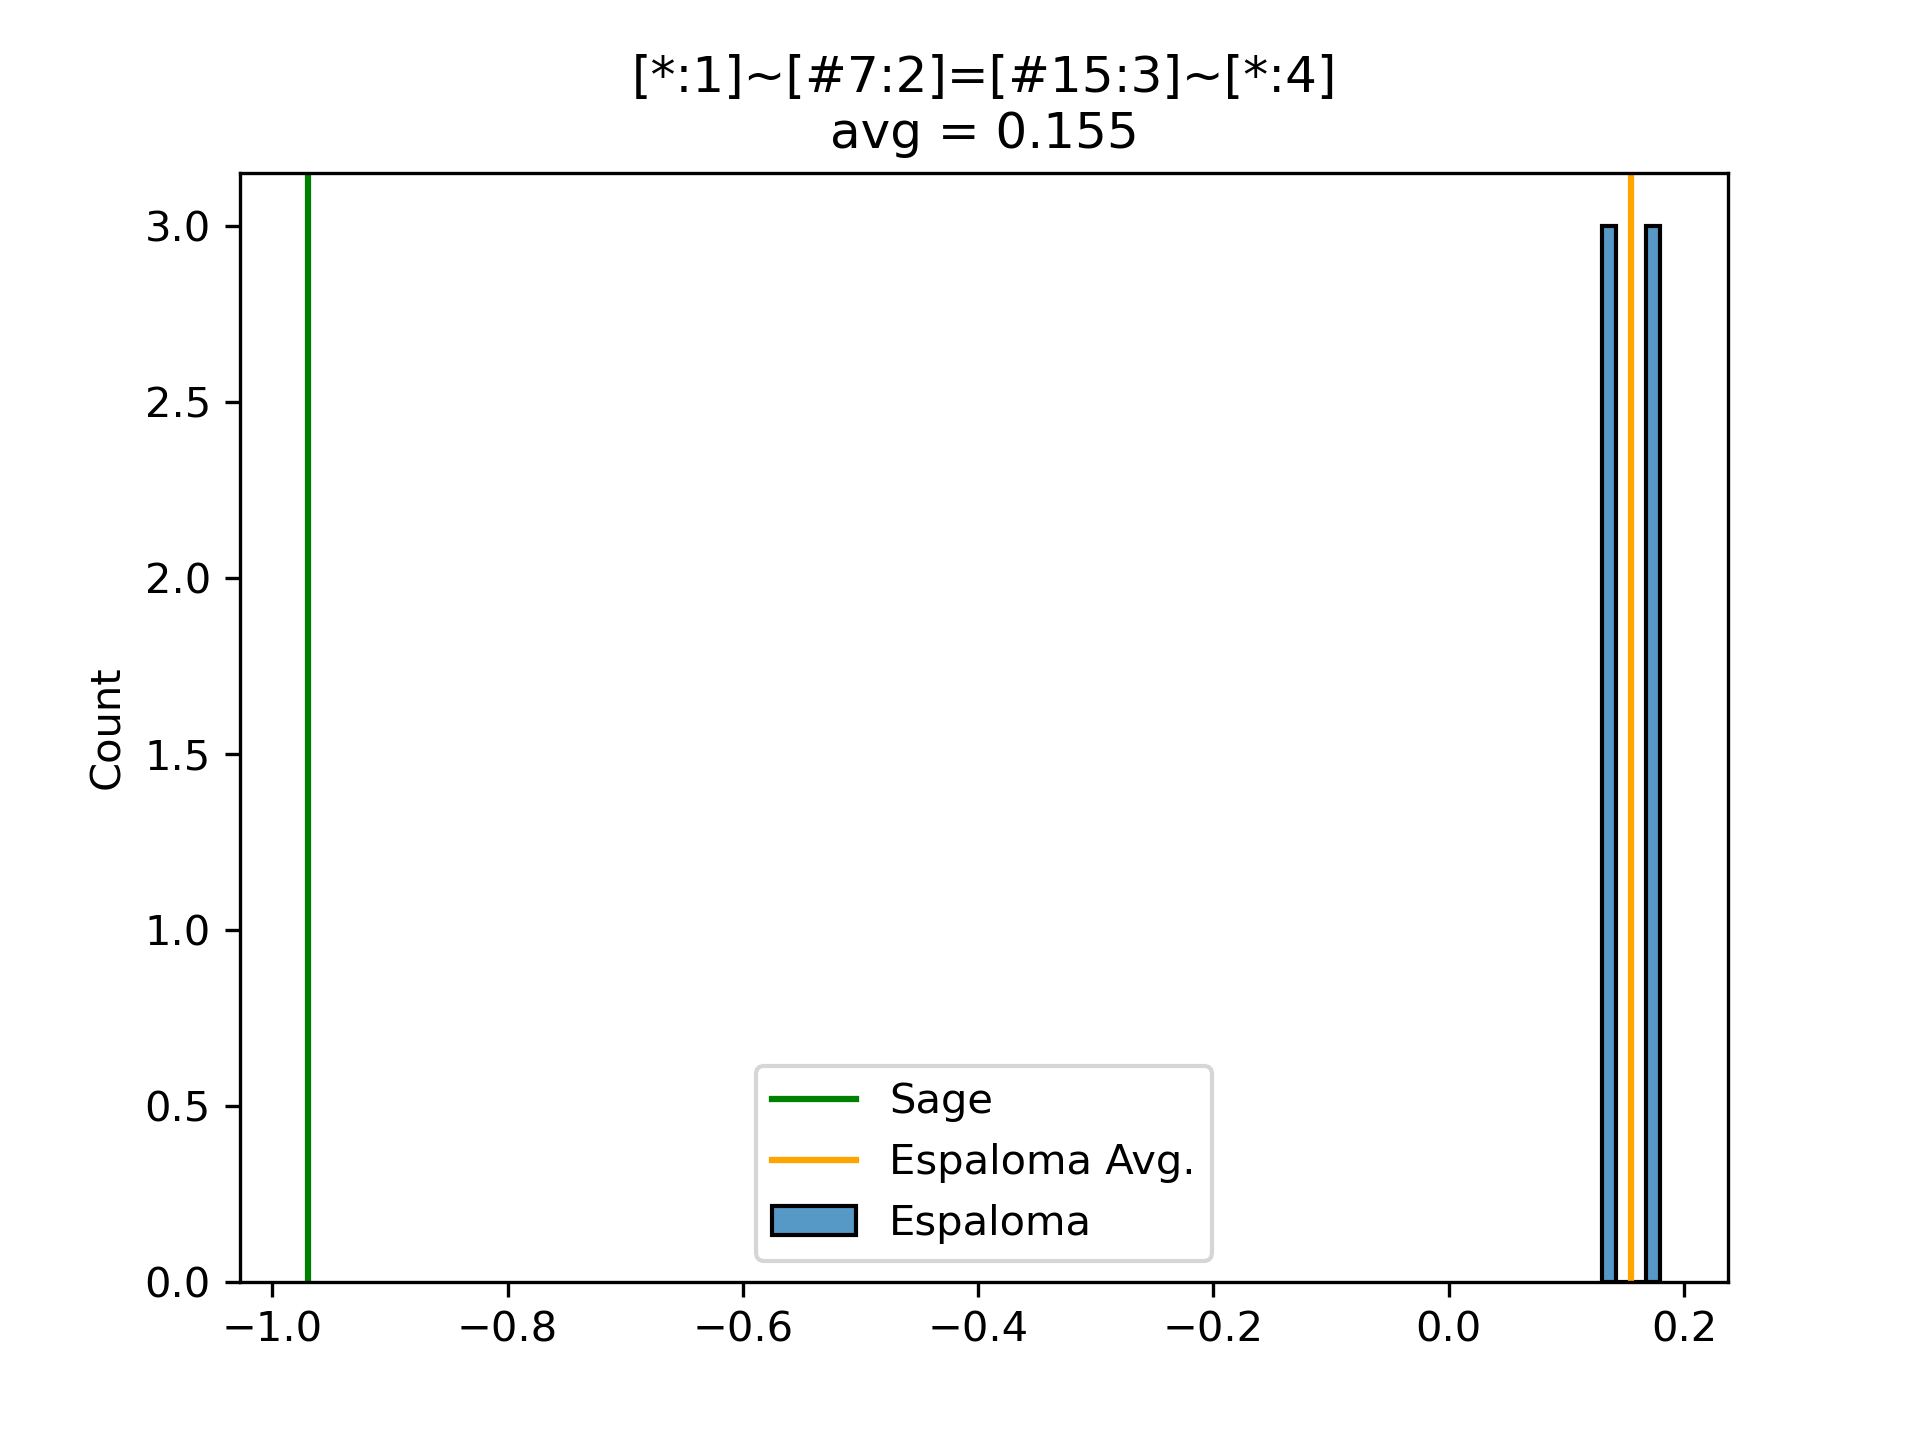 [*:1]~[#7:2]=[#15:3]~[*:4]
avg = 0.155
3.0
2.5
2.0
1.5
1.0
0.5
0.0
Count
Sage
Espaloma Avg.
Espaloma
−1.0 −0.8 −0.6 −0.4 −0.2 0.0 0.2